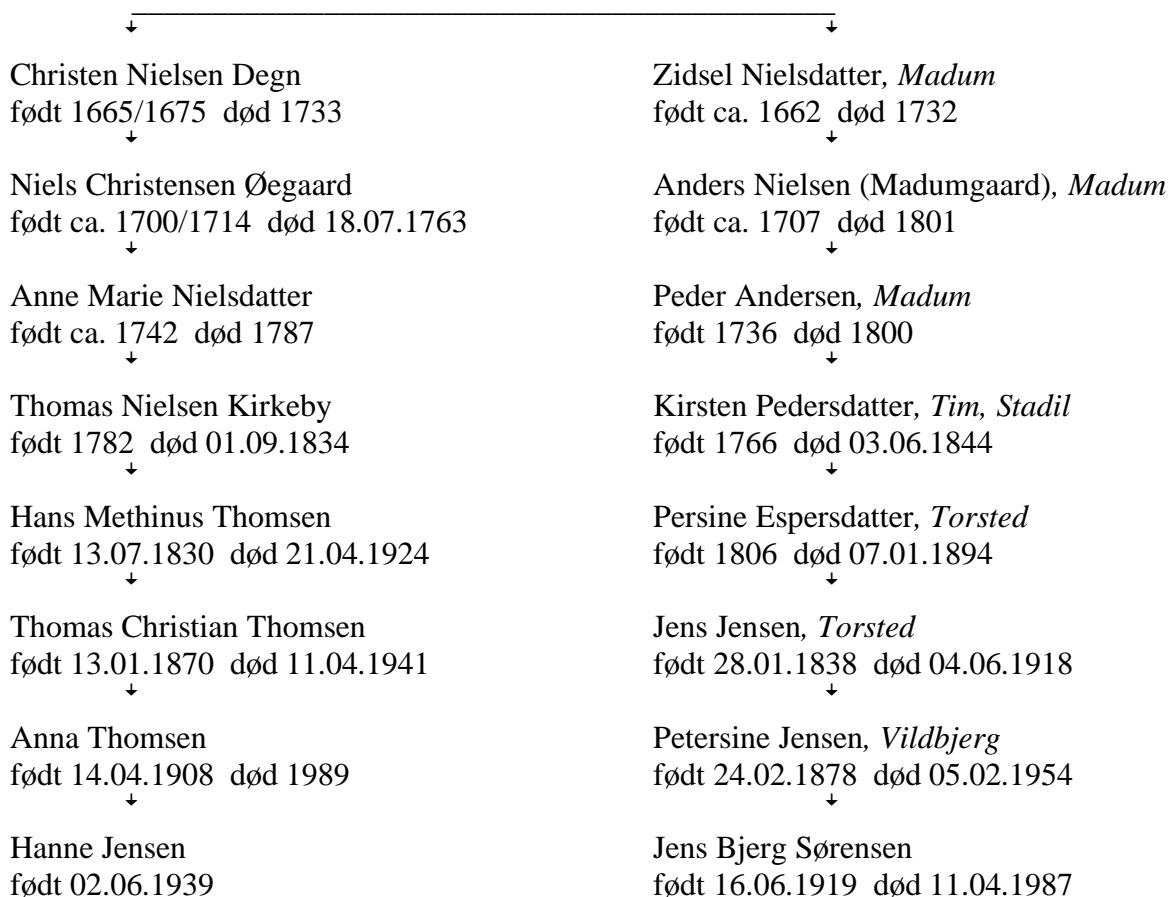 Christen Nielsen Degn
født 1665/1675 død 1733
Zidsel Nielsdatter, Madum
født ca. 1662 død 1732
Niels Christensen Øegaard
født ca. 1700/1714 død 18.07.1763
Anders Nielsen (Madumgaard), Madum
født ca. 1707 død 1801
Anne Marie Nielsdatter
født ca. 1742 død 1787
Peder Andersen, Madum
født 1736 død 1800
Thomas Nielsen Kirkeby
født 1782 død 01.09.1834
Kirsten Pedersdatter, Tim, Stadil
født 1766 død 03.06.1844
Hans Methinus Thomsen
født 13.07.1830 død 21.04.1924
Persine Espersdatter, Torsted
født 1806 død 07.01.1894
Thomas Christian Thomsen
født 13.01.1870 død 11.04.1941
Jens Jensen, Torsted
født 28.01.1838 død 04.06.1918
Anna Thomsen
født 14.04.1908 død 1989
Petersine Jensen, Vildbjerg
født 24.02.1878 død 05.02.1954
Hanne Jensen
født 02.06.1939
Jens Bjerg Sørensen
født 16.06.1919 død 11.04.1987